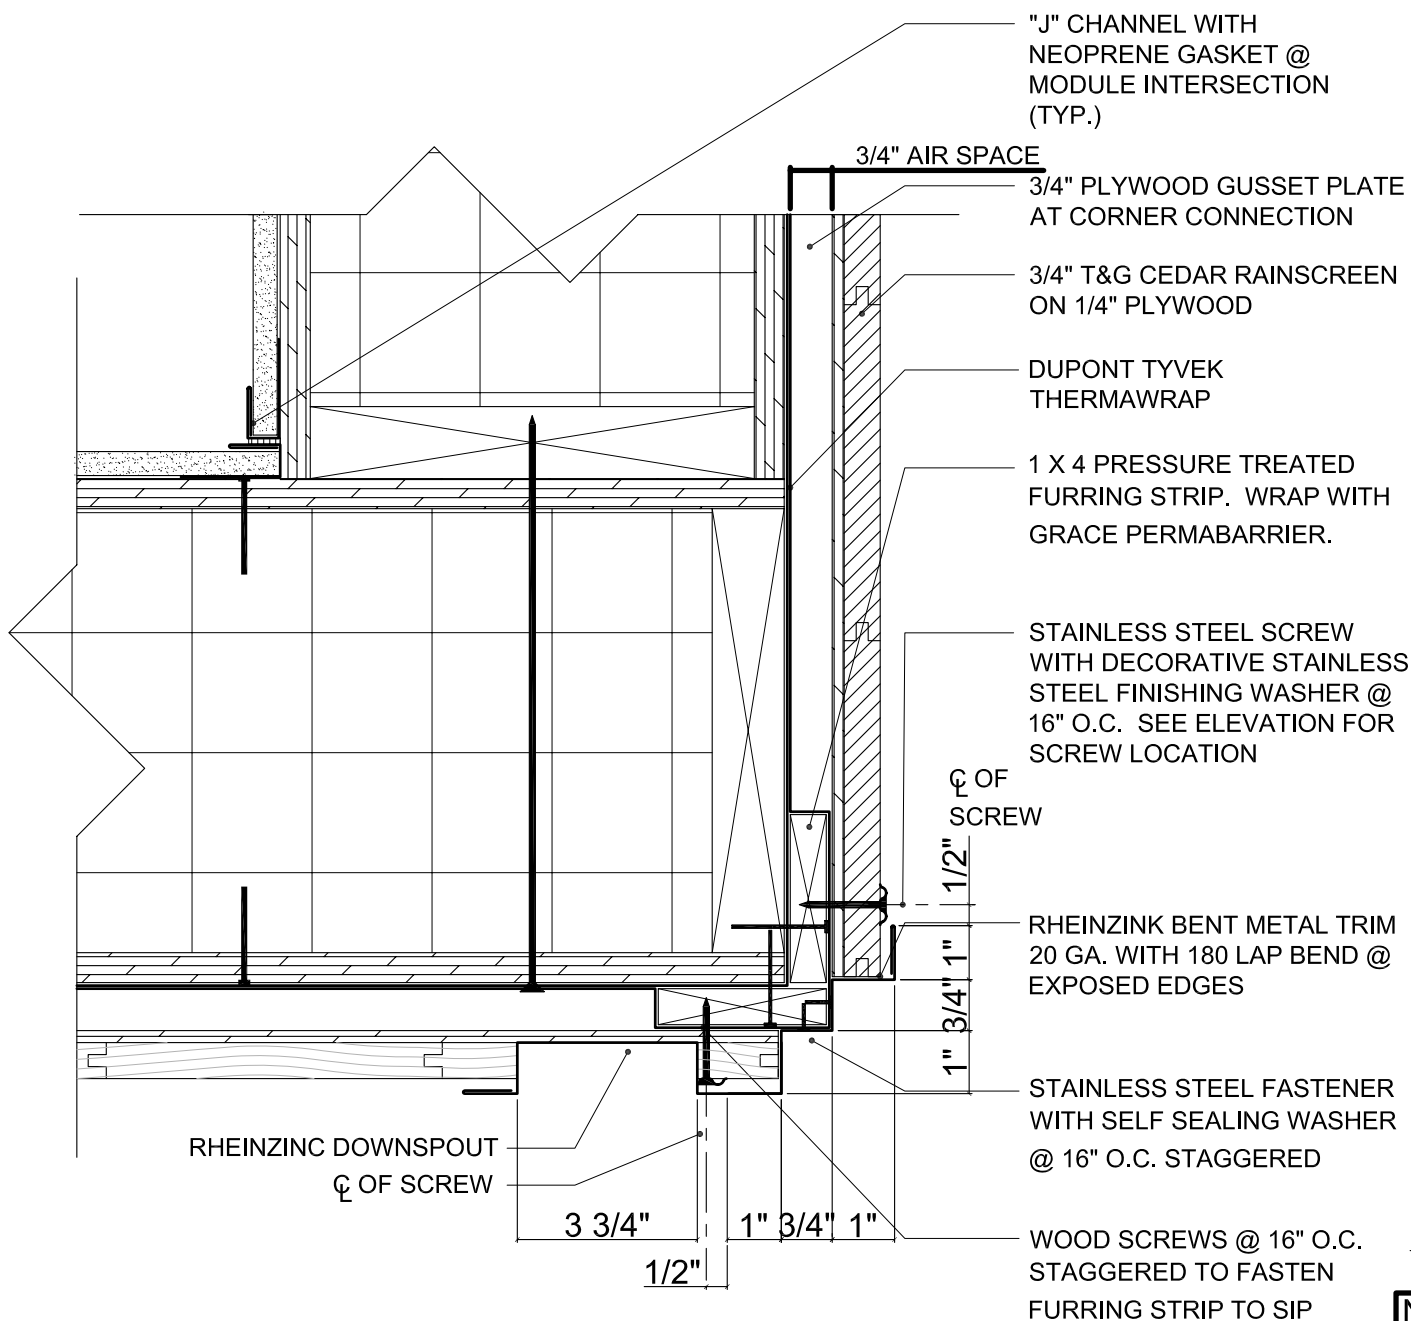 "J" CHANNEL WITH
NEOPRENE GASKET @
MODULE INTERSECTION
(TYP.)
3/4" AIR SPACE
3/4" PLYWOOD GUSSET PLATE
AT CORNER CONNECTION
3/4" T&G CEDAR RAINSCREEN
ON 1/4" PLYWOOD
DUPONT TYVEK
THERMAWRAP
1 X 4 PRESSURE TREATED
FURRING STRIP. WRAP WITH
GRACE PERMABARRIER.
STAINLESS STEEL SCREW
WITH DECORATIVE STAINLESS
STEEL FINISHING WASHER @
16" O.C. SEE ELEVATION FOR
SCREW LOCATION
℄ OF
SCREW
1/2"
1"
3/4"
1"
RHEINZINK BENT METAL TRIM
20 GA. WITH 180 LAP BEND @
EXPOSED EDGES
STAINLESS STEEL FASTENER
WITH SELF SEALING WASHER
@ 16" O.C. STAGGERED
RHEINZINC DOWNSPOUT
℄ OF SCREW
3 3/4"
1"
3/4"
1"
1/2"
WOOD SCREWS @ 16" O.C.
STAGGERED TO FASTEN
FURRING STRIP TO SIP